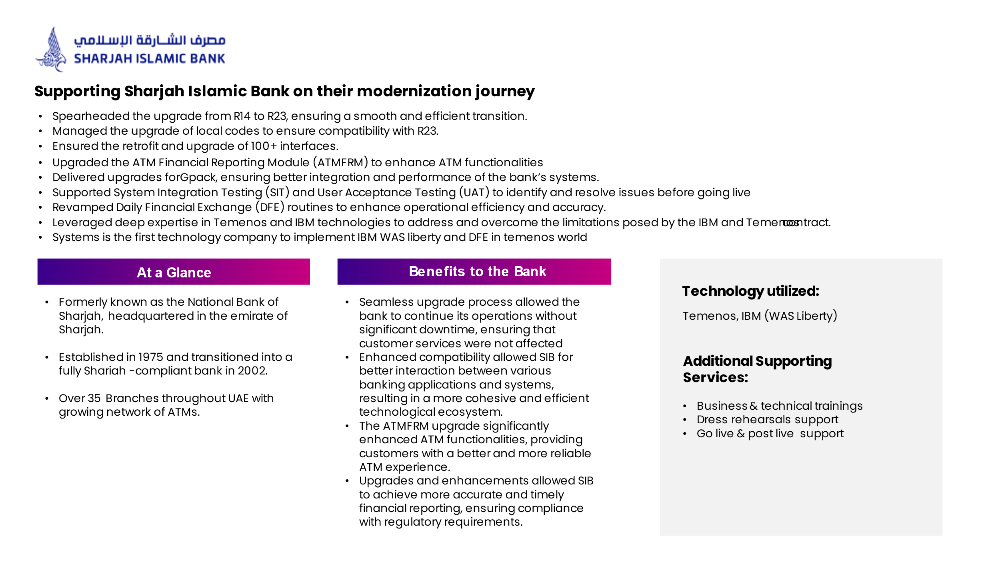 مصرف الشارقة الإسلامي
SHARJAH ISLAMIC BANK
Supporting Sharjah Islamic Bank on their modernization journey
• Spearheaded the upgrade from R14 to R23, ensuring a smooth and efficient transition.
• Managed the upgrade of local codes to ensure compatibility with R23.
• Ensured the retrofit and upgrade of 100+ interfaces.
• Upgraded the ATM Financial Reporting Module (ATMFRM) to enhance ATM functionalities
• Delivered upgrades forGpack, ensuring better integration and performance of the bank’s systems.
• Supported System Integration Testing (SIT) and User Acceptance Testing (UAT) to identify and resolve issues before going live
• Revamped Daily Financial Exchange (DFE) routines to enhance operational efficiency and accuracy.
• Leveraged deep expertise in Temenos and IBM technologies to address and overcome the limitations posed by the IBM and Temenos contract.
• Systems is the first technology company to implement IBM WAS liberty and DFE in temenos world
At a Glance
• Formerly known as the National Bank of
Sharjah, headquartered in the emirate of
Sharjah.
• Established in 1975 and transitioned into a
fully Shariah -compliant bank in 2002.
• Over 35 Branches throughout UAE with
growing network of ATMs.
Benefits to the Bank
• Seamless upgrade process allowed the
bank to continue its operations without
significant downtime, ensuring that
customer services were not affected
• Enhanced compatibility allowed SIB for
better interaction between various
banking applications and systems,
resulting in a more cohesive and efficient
technological ecosystem.
• The ATMFRM upgrade significantly
enhanced ATM functionalities, providing
customers with a better and more reliable
ATM experience.
• Upgrades and enhancements allowed SIB
to achieve more accurate and timely
financial reporting, ensuring compliance
with regulatory requirements.
Technology utilized:
Temenos, IBM (WAS Liberty)
Additional Supporting
Services:
• Business & technical trainings
• Dress rehearsals support
• Go live & post live support